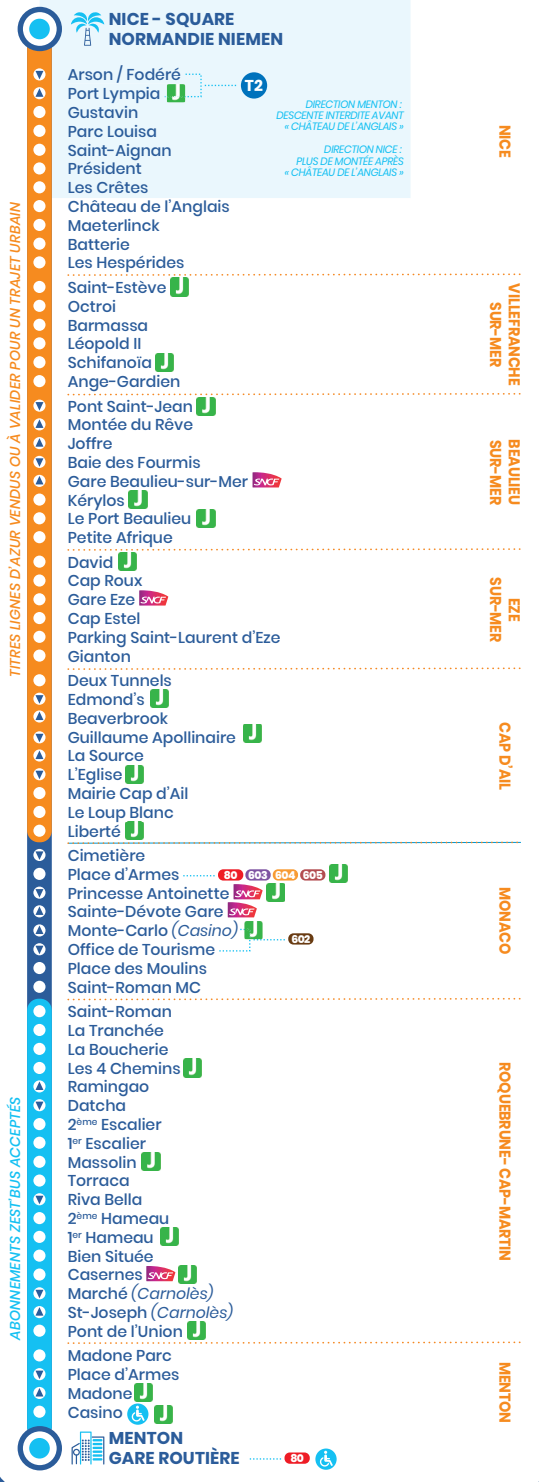 NICE - SQUARE
NORMANDIE NIEMEN
Arson / Fodéré
T2
Port Lympia J
Gustavin
Parc Louisa
Saint-Aignan
Président
Les Crêtes
DIRECTION MENTON :
DESCENTE INTERDITE AVANT
« CHÂTEAU DE L'ANGLAIS »
DIRECTION NICE :
PLUS DE MONTÉE APRÈS
« CHÂTEAU DE L'ANGLAIS »
Château de l'Anglais
Maeterlinck
Batterie
Les Hespérides
NICE
Saint-Estève J
Octroi
Barmassa
Léopold II
Schifanoïa J
Ange-Gardien
VILLEFRANCHE
SUR-MER
Pont Saint-Jean J
Montée du Rêve
Joffre
Baie des Fourmis
Gare Beaulieu-sur-Mer SNCF
Kérylos J
Le Port Beaulieu J
Petite Afrique
BEAULIEU
SUR-MER
David J
Cap Roux
Gare Eze SNCF
Cap Estel
Parking Saint-Laurent d'Eze
Gianton
EZE
SUR-MER
Deux Tunnels
Edmond's J
Beaverbrook
Guillaume Apollinaire J
La Source
L'Eglise J
Mairie Cap d'Ail
Le Loup Blanc
Liberté J
CAP D'AIL
TITRES LIGNES D'AZUR VENDUS OU À VALIDER POUR UN TRAJET URBAIN
Cimetière
Place d'Armes 80 603 604 605 J
Princesse Antoinette SNCF J
Sainte-Dévote Gare SNCF
Monte-Carlo (Casino) J
602
Office de Tourisme
Place des Moulins
Saint-Roman MC
MONACO
Saint-Roman
La Tranchée
La Boucherie
Les 4 Chemins J
Ramingao
Datcha
2ème Escalier
1er Escalier
Massolin J
Torraca
Riva Bella
2ème Hameau
1er Hameau J
Bien Située
Casernes SNCF J
Marché (Carnolès)
St-Joseph (Carnolès)
Pont de l'Union J
ROQUEBRUNE- CAP-MARTIN
ABONNEMENTS ZEST'BUS ACCEPTÉS
Madone Parc
Place d'Armes
Madone J
Casino J
MENTON
MENTON
GARE ROUTIÈRE 80